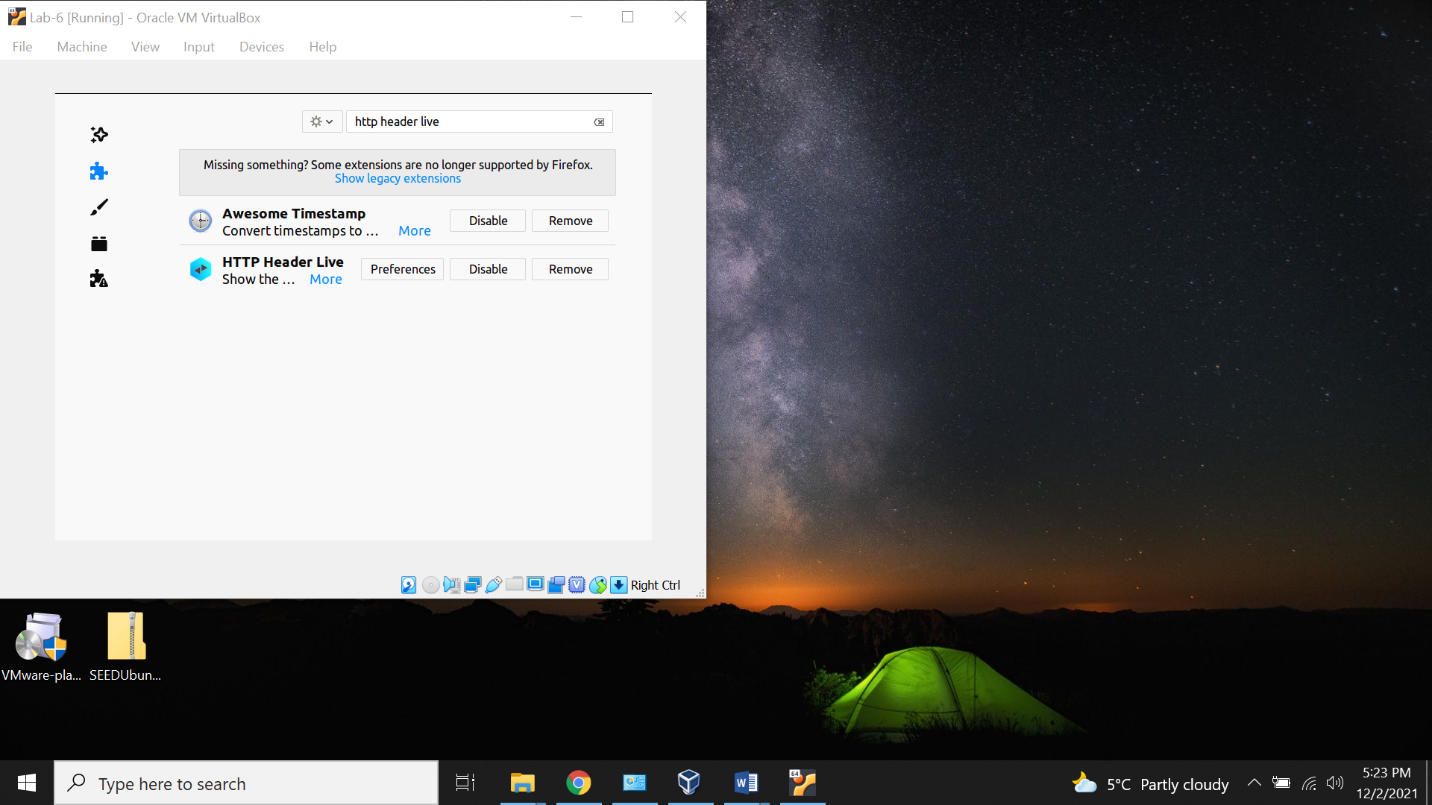 Lab-6 [Running] - Oracle VM VirtualBox
File Machine View Input Devices Help
http header live
Missing something? Some extensions are no longer supported by Firefox.
Show legacy extensions
Awesome Timestamp
Convert timestamps to … More
Disable Remove
HTTP Header Live
Show the … More
Preferences Disable Remove
Right Ctrl
VMware-pla... SEEDUbun...
Type here to search
64
5°C Partly cloudy
5:23 PM
12/2/2021